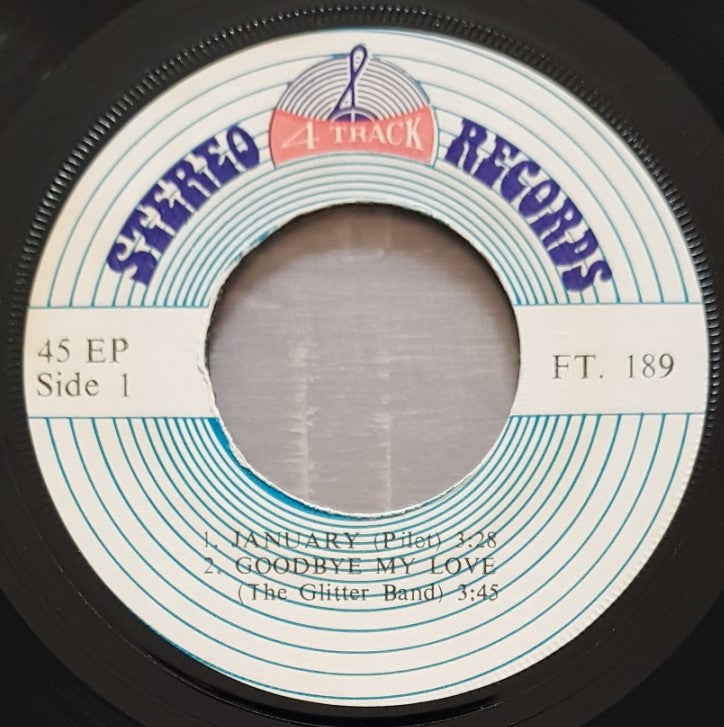 4 TRACK
STEREO RECORDS
45 EP
Side 1
FT. 189
1. JANUARY (Pilot) 3:28
2. GOODBYE MY LOVE
(The Glitter Band) 3:45